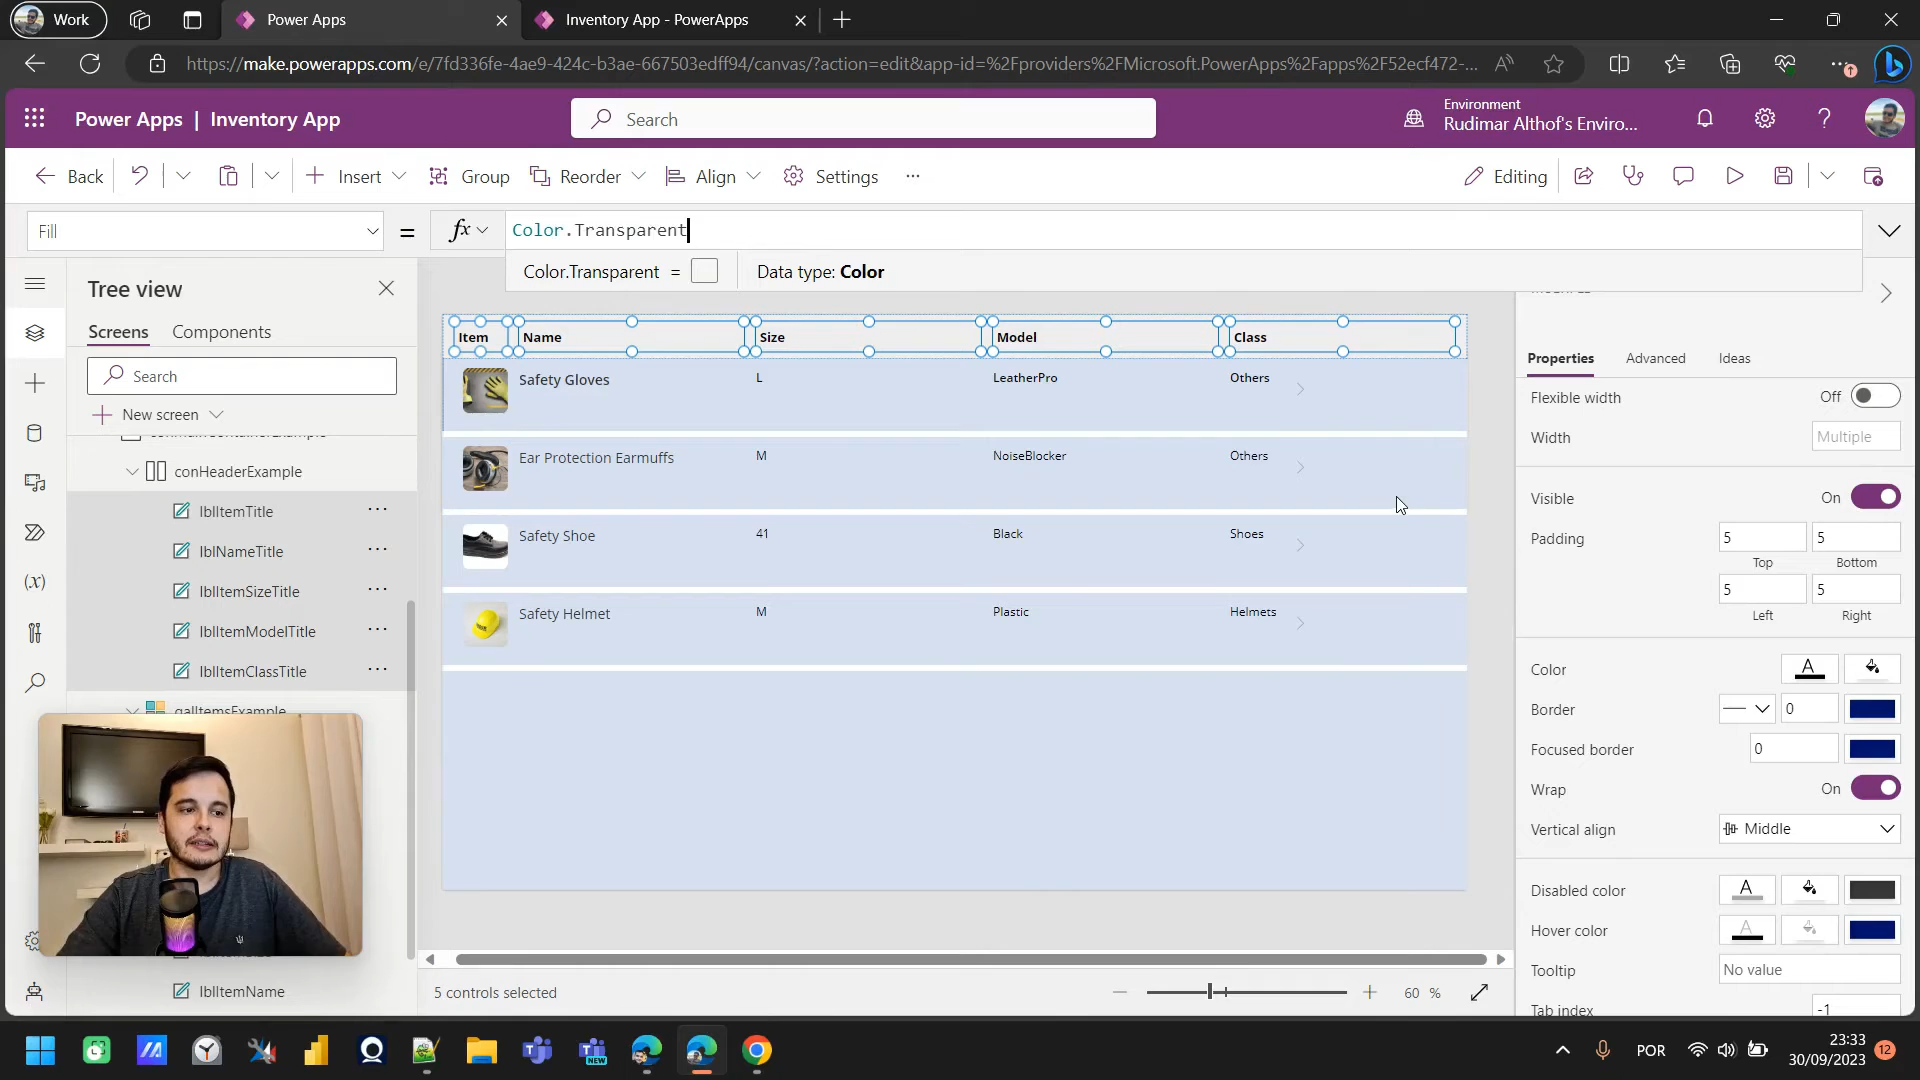 Work
Power Apps
Inventory App - PowerApps
https://make.powerapps.com/e/7fd336fe-4ae9-424c-b3ae-667503edff94/canvas/?action=edit&app-id=%2Fproviders%2FMicrosoft.PowerApps%2Fapps%2F52ecf472-...
Power Apps | Inventory App
Search
Environment
Rudimar Althof's Enviro...
Back
Insert
Group
Reorder
Align
Settings
...
Editing
Fill
=
fx
Color.Transparent
Color.Transparent =
Data type: Color
Tree view
Screens
Components
Search
New screen
conHeaderExample
lblItemTitle
lblNameTitle
lblItemSizeTitle
lblItemModelTitle
lblItemClassTitle
galItemsExample
lblItemName
Item Name Size Model Class
Safety Gloves L LeatherPro Others
Ear Protection Earmuffs M NoiseBlocker Others
Safety Shoe 41 Black Shoes
Safety Helmet M Plastic Helmets
5 controls selected
60 %
Properties
Advanced
Ideas
Flexible width Off
Width Multiple
Visible On
Padding 5 5
Top Bottom
5 5
Left Right
Color
Border 0
Focused border 0
Wrap On
Vertical align Middle
Disabled color
Hover color
Tooltip No value
Tab index -1
POR
23:33
30/09/2023
12
NEW